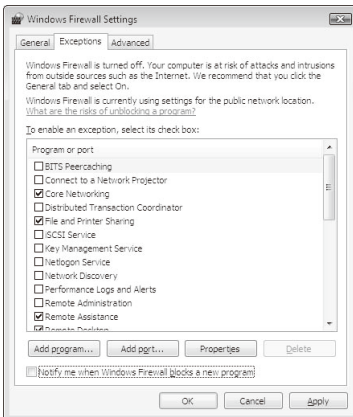 Windows Firewall Settings
General Exceptions Advanced
Windows Firewall is turned off. Your computer is at risk of attacks and intrusions
from outside sources such as the Internet. We recommend that you click the
General tab and select On.
Windows Firewall is currently using settings for the public network location.
What are the risks of unblocking a program?
To enable an exception, select its check box:
Program or port
BITS Peercaching
Connect to a Network Projector
Core Networking
Distributed Transaction Coordinator
File and Printer Sharing
iSCSI Service
Key Management Service
Netlogon Service
Network Discovery
Performance Logs and Alerts
Remote Administration
Remote Assistance
Remote Desktop
Add program... Add port... Properties Delete
Notify me when Windows Firewall blocks a new program
OK Cancel Apply